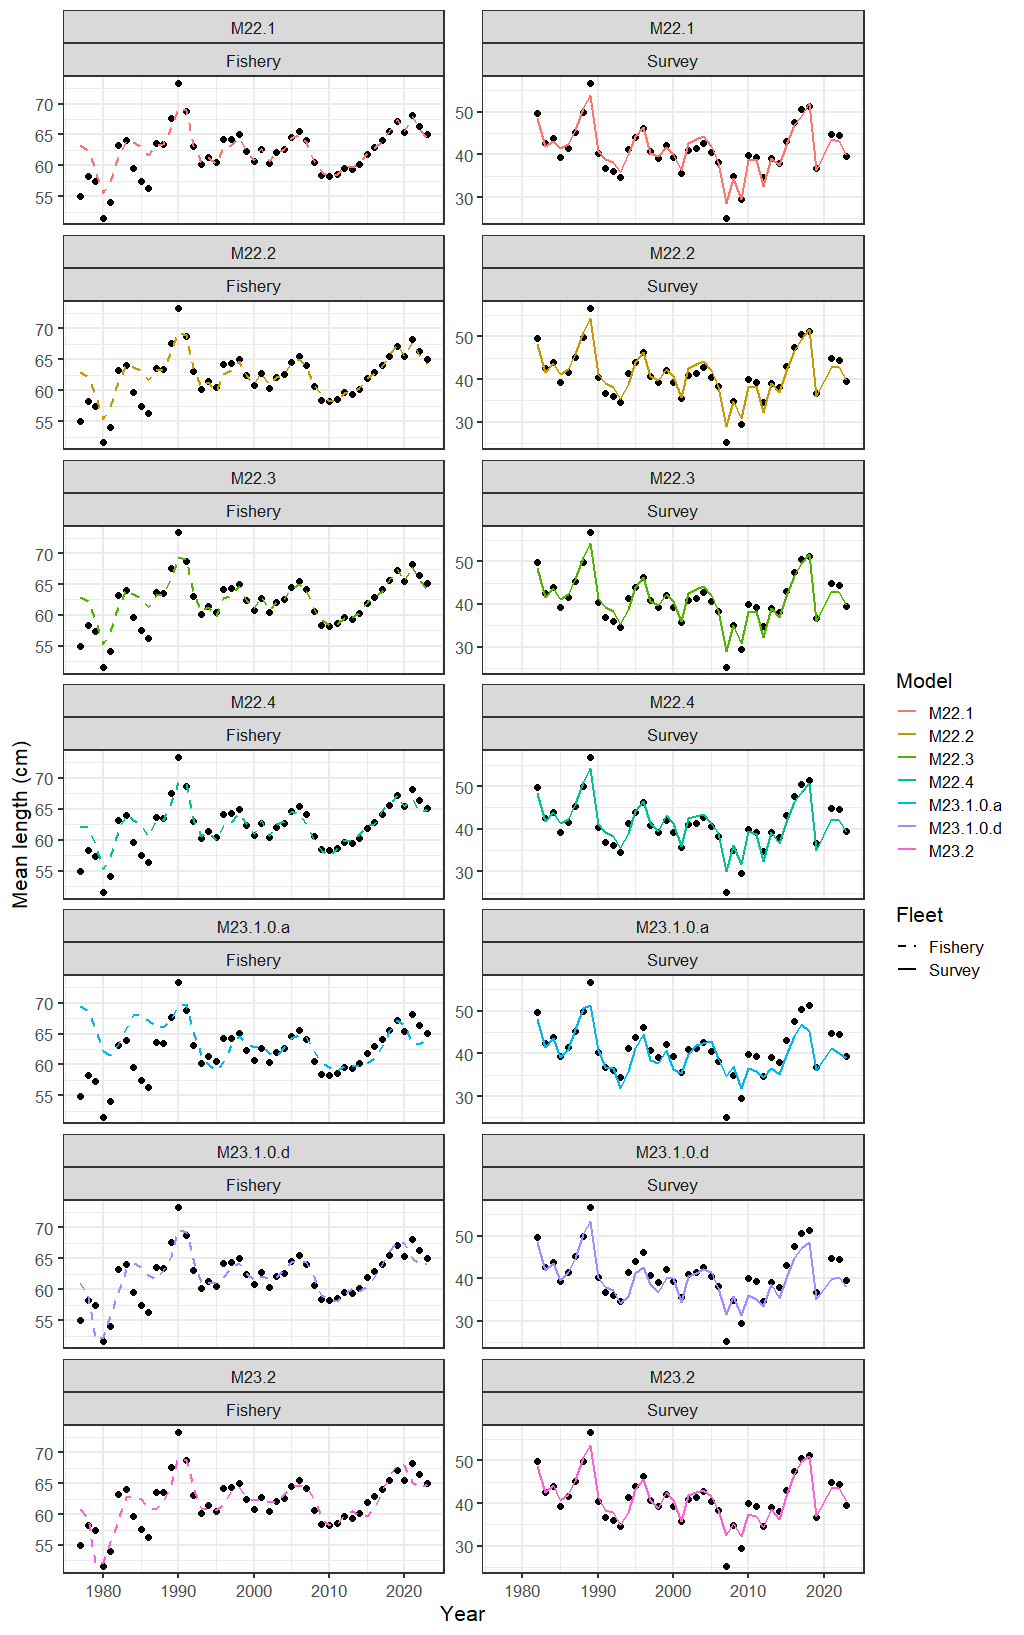 M22.1
M22.1
Fishery
Survey
70
65
60
55
50
40
30
M22.2
M22.2
Fishery
Survey
70
65
60
55
50
40
30
M22.3
M22.3
Fishery
Survey
70
65
60
55
50
40
30
M22.4
M22.4
Fishery
Survey
70
65
60
55
50
40
30
M23.1.0.a
M23.1.0.a
Fishery
Survey
70
65
60
55
50
40
30
M23.1.0.d
M23.1.0.d
Fishery
Survey
70
65
60
55
50
40
30
M23.2
M23.2
Fishery
Survey
70
65
60
55
50
40
30
1980 1990 2000 2010 2020
1980 1990 2000 2010 2020
Year
Mean length (cm)
Model
M22.1
M22.2
M22.3
M22.4
M23.1.0.a
M23.1.0.d
M23.2
Fleet
Fishery
Survey